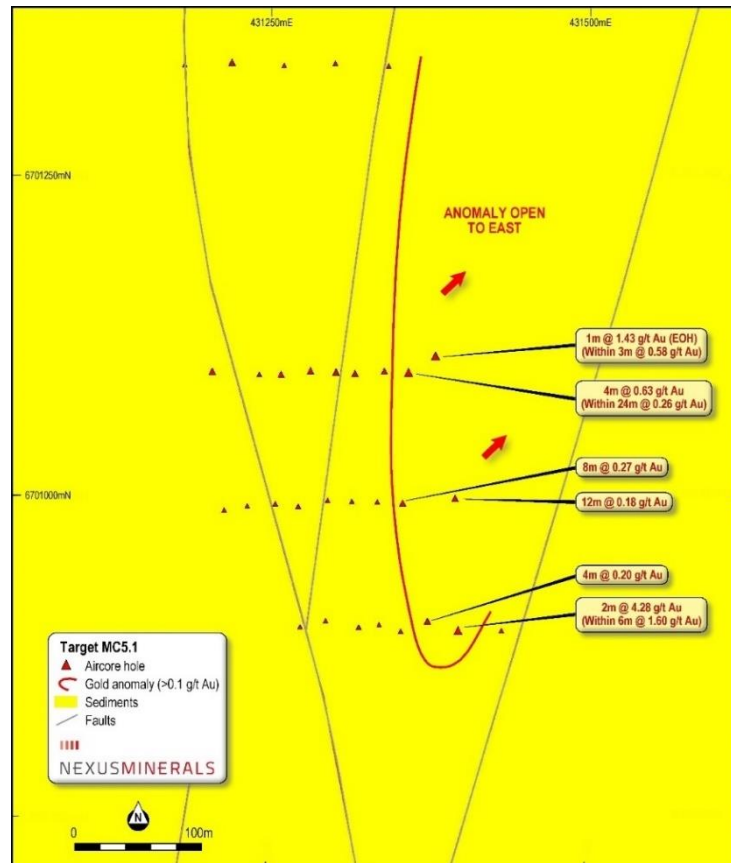 431250mE
431500mE
6701250mN
ANOMALY OPEN
TO EAST
1m @ 1.43 g/t Au (EOH)
(Within 3m @ 0.58 g/t Au)
4m @ 0.63 g/t Au
(Within 24m @ 0.26 g/t Au)
8m @ 0.27 g/t Au
6701000mN
12m @ 0.18 g/t Au
4m @ 0.20 g/t Au
2m @ 4.28 g/t Au
(Within 6m @ 1.60 g/t Au)
Target MC5.1
Aircore hole
Gold anomaly (>0.1 g/t Au)
Sediments
Faults
NEXUSMINERALS
N
0 100m